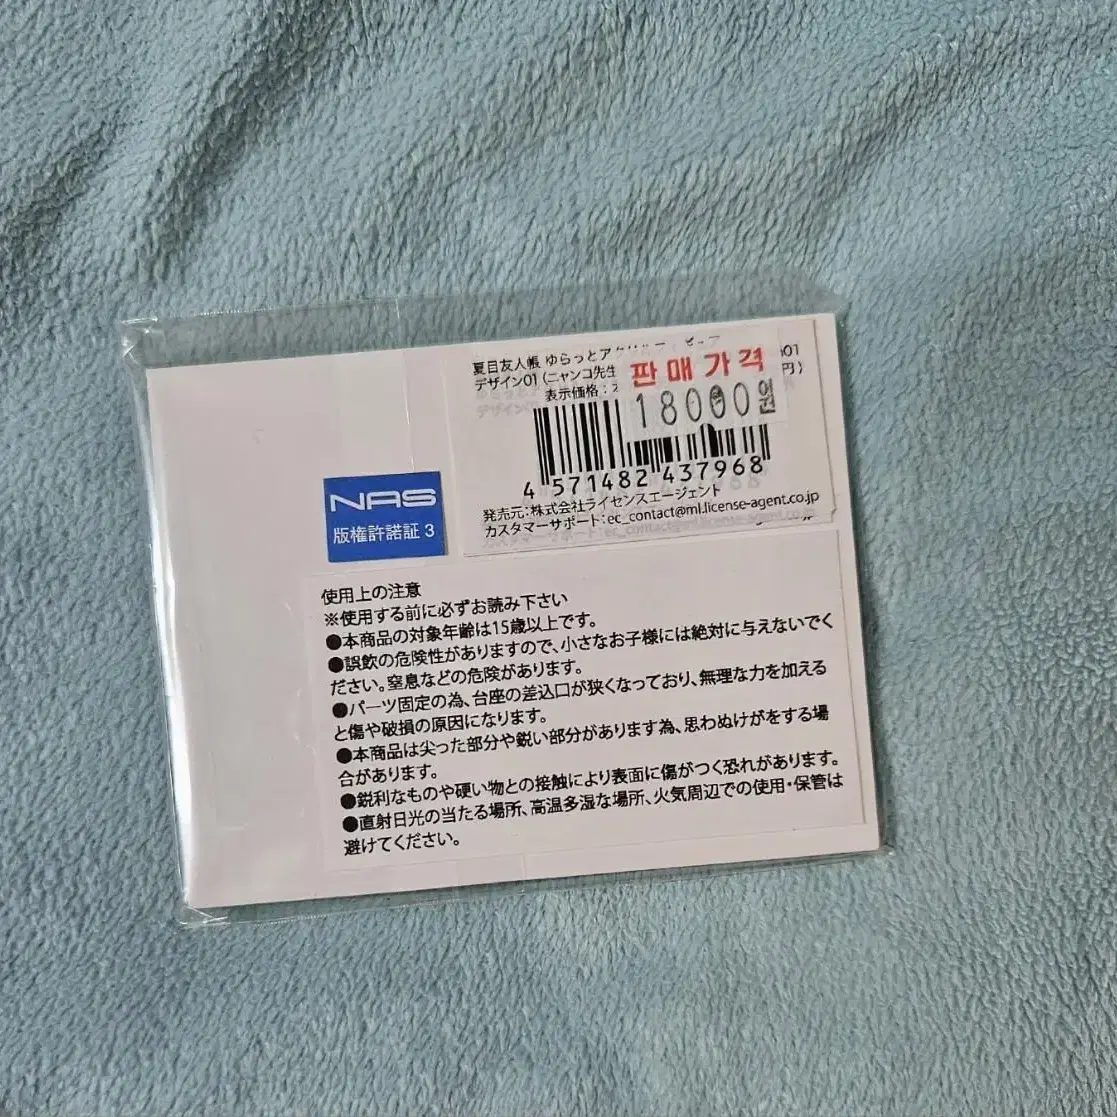 夏目友人帳 ゆらっとアクリルフィギュア
デザイン01 (ニャンコ先生
01
表示価格:
円)
판매가격
18000원
4 571482 437968
発売元:株式会社ライセンスエージェント
カスタマーサポート:ec_contact@ml.license-agent.co.jp
NAS
版権許諾証 3
使用上の注意
※使用する前に必ずお読み下さい
●本商品の対象年齢は15歳以上です。
●誤飲の危険性がありますので、小さなお子様には絶対に与えないでく
ださい。窒息などの危険があります。
●パーツ固定の為、台座の差込口が狭くなっており、無理な力を加える
と傷や破損の原因になります。
●本商品は尖った部分や鋭い部分があります為、思わぬけがをする場
合があります。
●鋭利なものや硬い物との接触により表面に傷がつく恐れがあります。
●直射日光の当たる場所、高温多湿な場所、火気周辺での使用・保管は
避けてください。